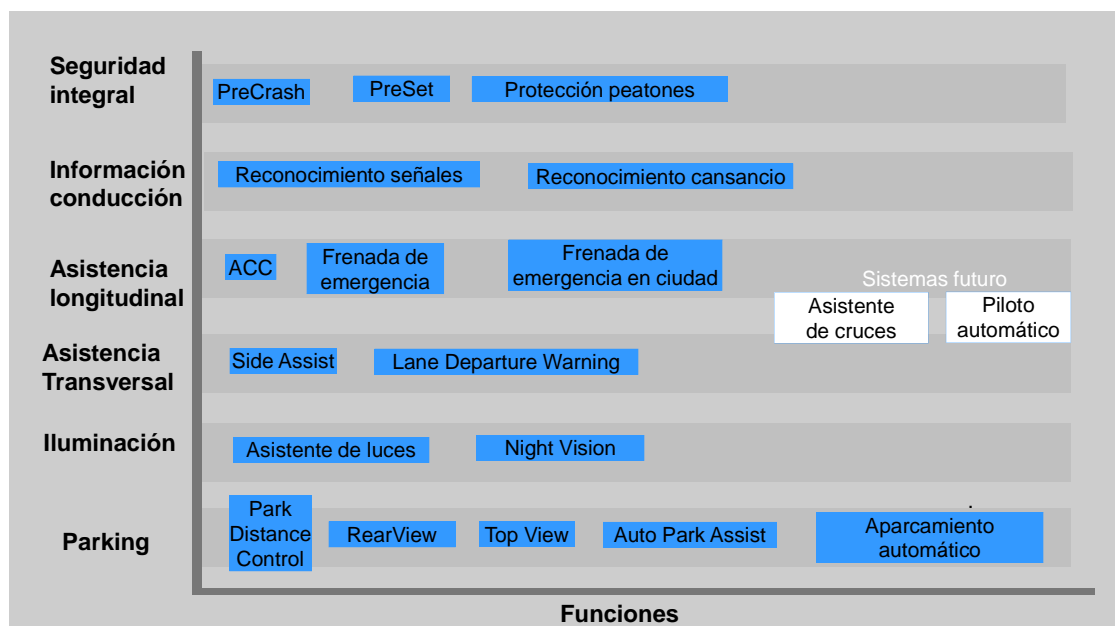 Seguridad
integral
PreCrash
PreSet
Protección peatones
Información
conducción
Reconocimiento señales
Reconocimiento cansancio
Asistencia
longitudinal
ACC
Frenada de
emergencia
Frenada de
emergencia en ciudad
Sistemas futuro
Asistente
de cruces
Piloto
automático
Asistencia
Transversal
Side Assist
Lane Departure Warning
Iluminación
Asistente de luces
Night Vision
Parking
Park
Distance
Control
RearView
Top View
Auto Park Assist
.
Aparcamiento
automático
Funciones